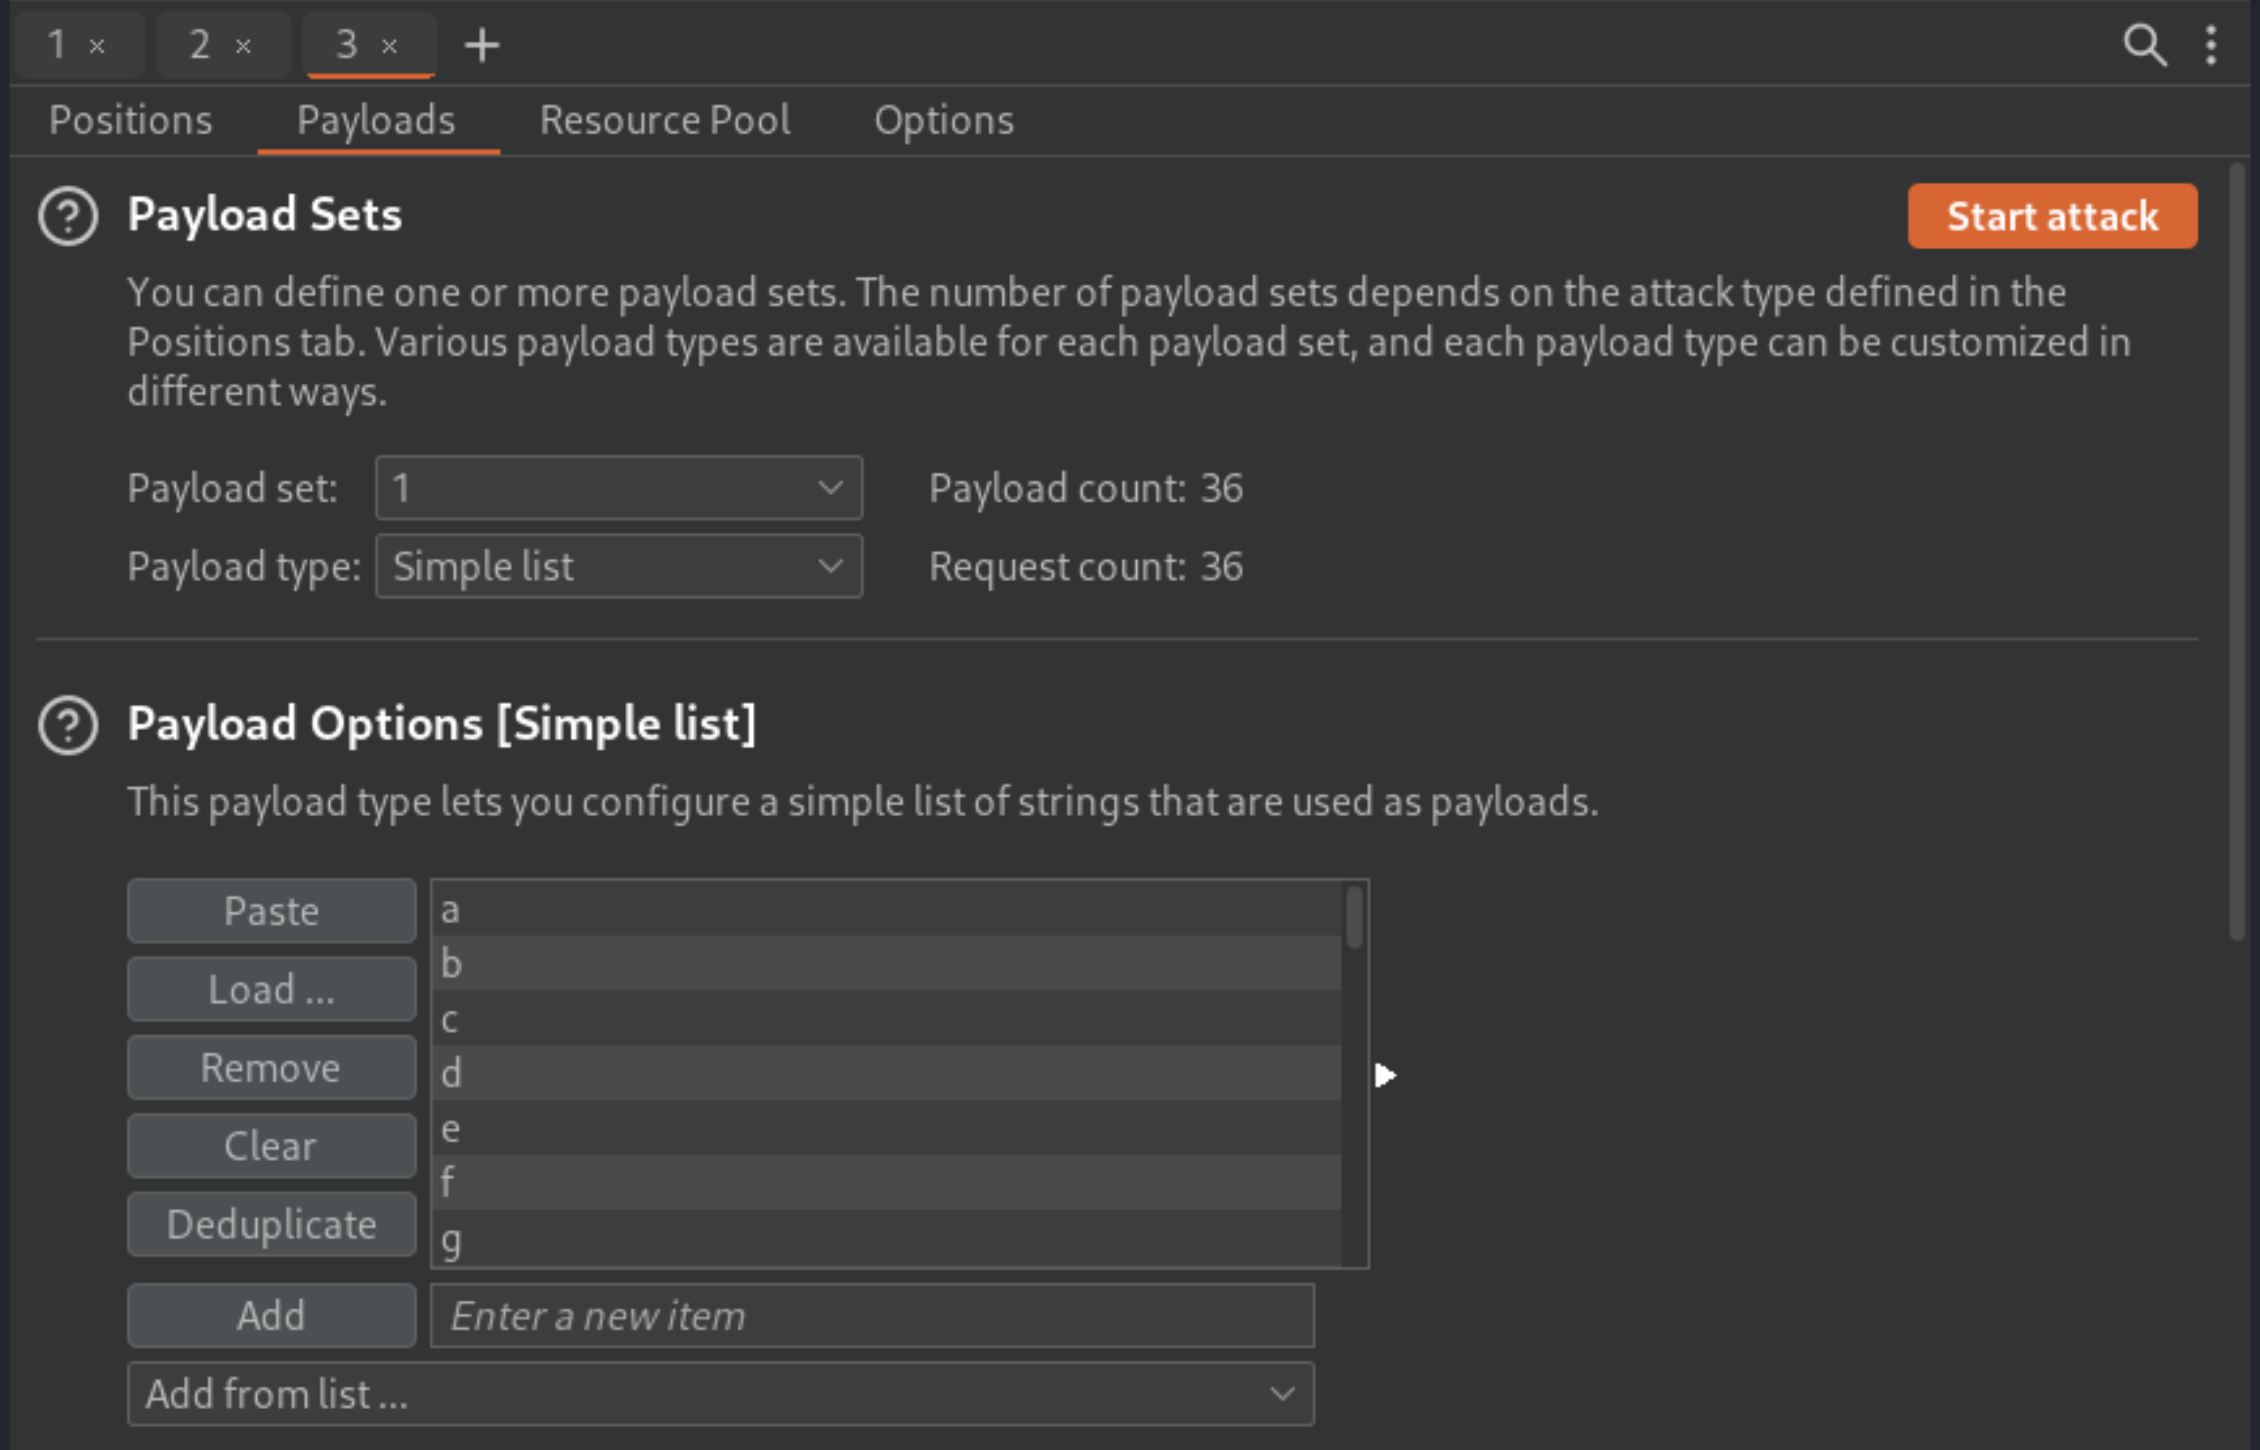 1 × 2 × 3 × +
Positions Payloads Resource Pool Options
? Payload Sets Start attack
You can define one or more payload sets. The number of payload sets depends on the attack type defined in the
Positions tab. Various payload types are available for each payload set, and each payload type can be customized in
different ways.
Payload set: 1 Payload count: 36
Payload type: Simple list Request count: 36
? Payload Options [Simple list]
This payload type lets you configure a simple list of strings that are used as payloads.
Paste
Load ...
Remove
Clear
Deduplicate
a
b
c
d
e
f
g
Add Enter a new item
Add from list ...